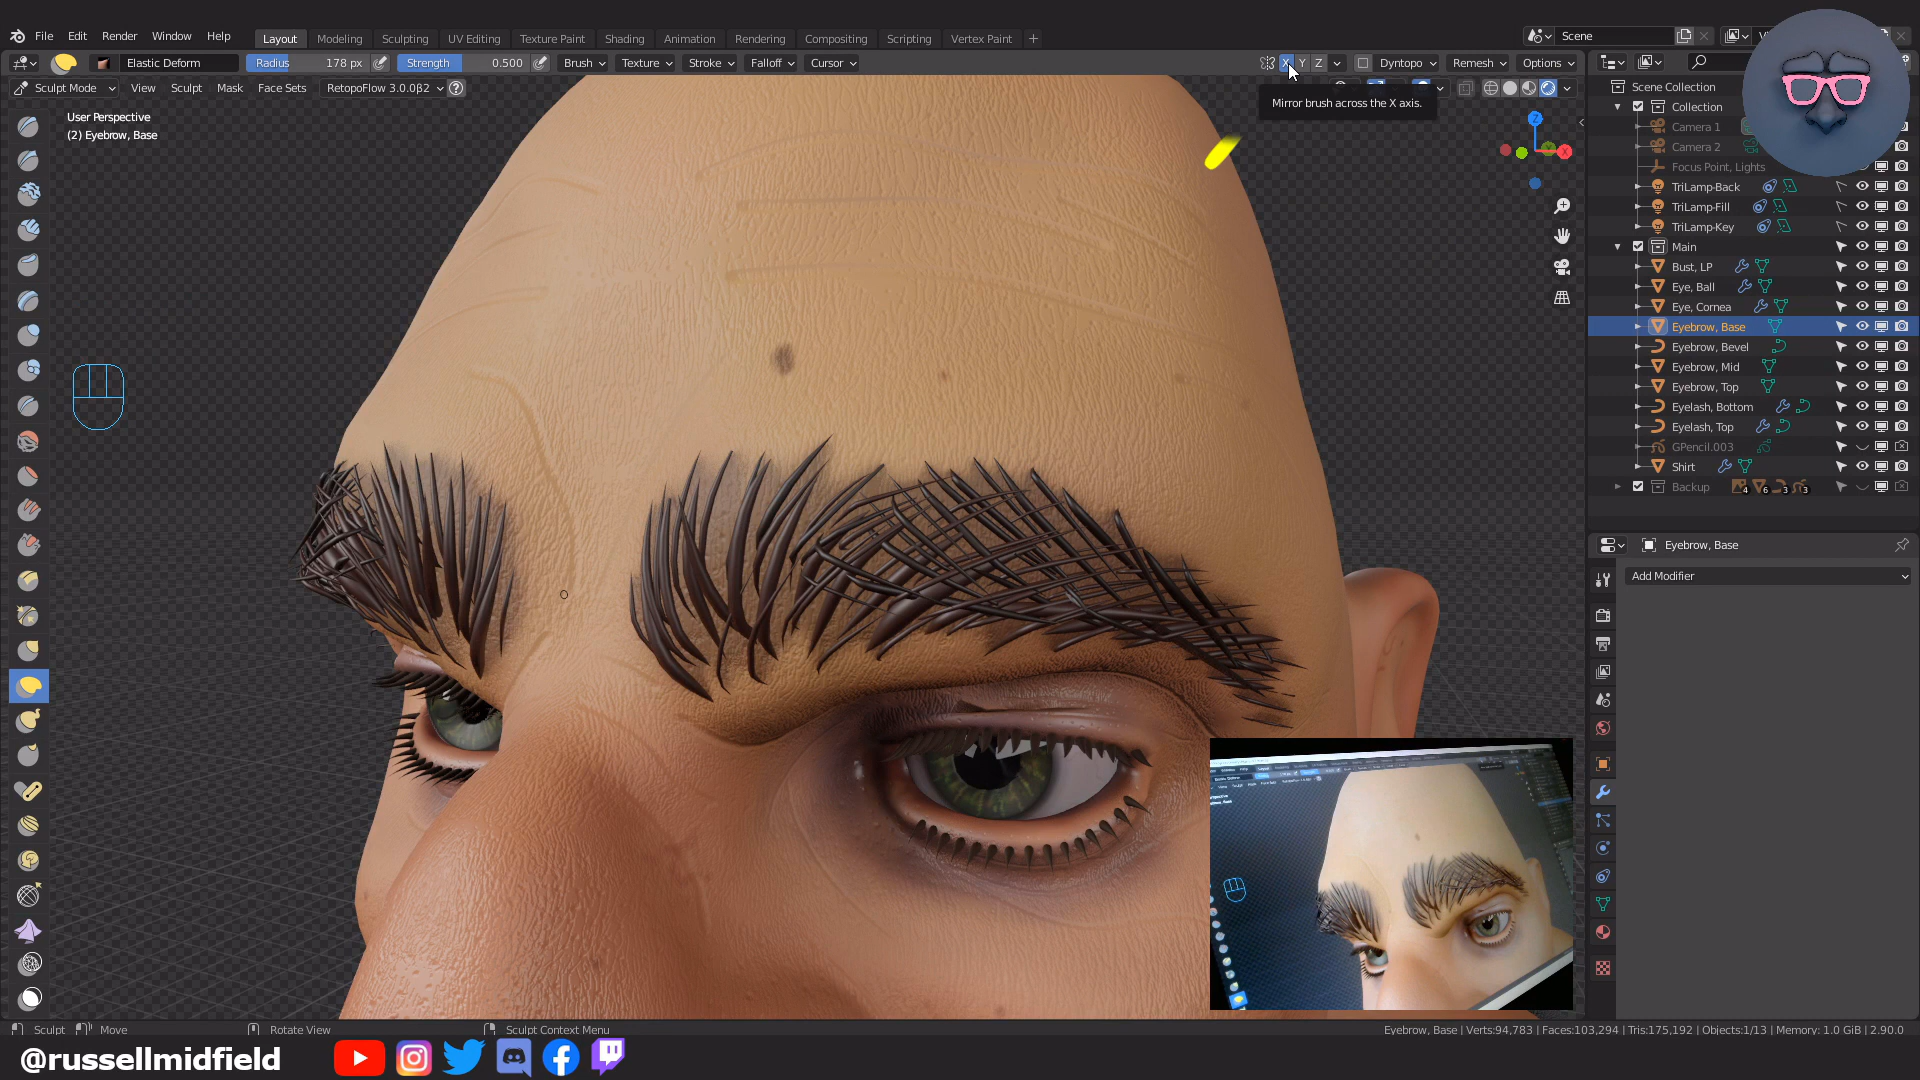 File Edit Render Window Help
Layout Modeling Sculpting UV Editing Texture Paint Shading Animation Rendering Compositing Scripting Vertex Paint +
Scene
Elastic Deform Radius 178 px Strength 0.500 Brush Texture Stroke Falloff Cursor
X Y Z Dyntopo Remesh Options
Sculpt Mode View Sculpt Mask Face Sets RetopoFlow 3.0.0β2 ?
Mirror brush across the X axis.
User Perspective
(2) Eyebrow, Base
Z
X
Scene Collection
Collection
Camera 1
Camera 2
Focus Point, Lights
TriLamp-Back
TriLamp-Fill
TriLamp-Key
Main
Bust, LP
Eye, Ball
Eye, Cornea
Eyebrow, Base
Eyebrow, Bevel
Eyebrow, Mid
Eyebrow, Top
Eyelash, Bottom
Eyelash, Top
GPencil.003
Shirt
Backup 4 6 3 3
Eyebrow, Base
Add Modifier
Sculpt Move Rotate View Sculpt Context Menu
Eyebrow, Base | Verts:94,783 | Faces:103,294 | Tris:175,192 | Objects:1/13 | Memory: 1.0 GiB | 2.90.0
@russellmidfield